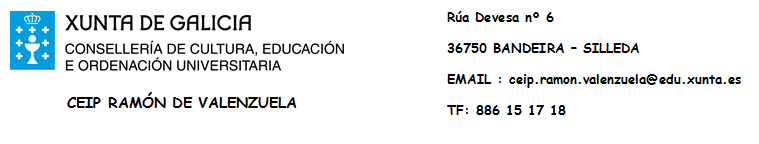 XUNTA DE GALICIA
CONSELLERÍA DE CULTURA, EDUCACIÓN
E ORDENACIÓN UNIVERSITARIA
CEIP RAMÓN DE VALENZUELA
Rúa Devesa nº 6
36750 BANDEIRA – SILLEDA
EMAIL : ceip.ramon.valenzuela@edu.xunta.es
TF: 886 15 17 18